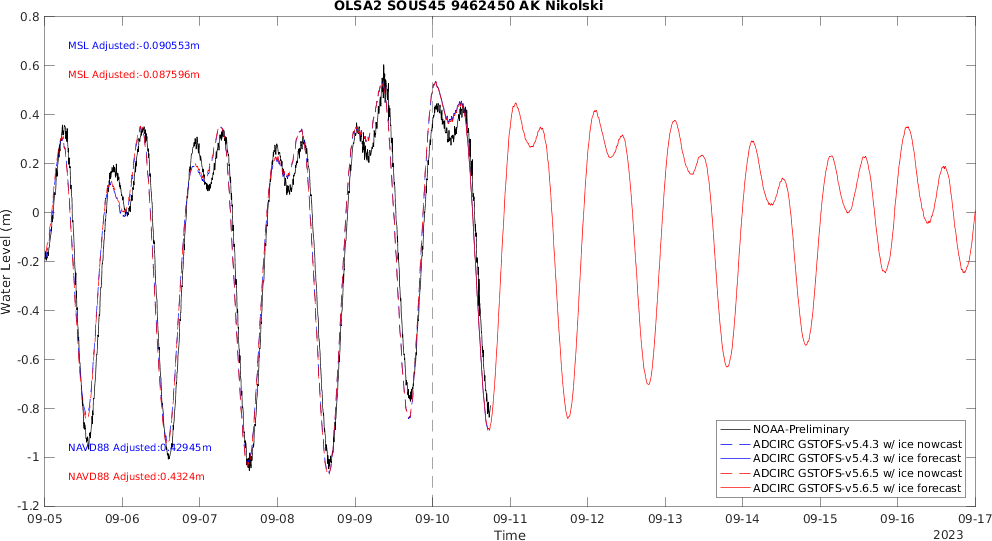 OLSA2 SOUS45 9462450 AK Nikolski
0.8
0.6
0.4
0.2
0
-0.2
-0.4
-0.6
-0.8
-1
-1.2
Water Level (m)
MSL Adjusted:-0.090553m
MSL Adjusted:-0.087596m
NAVD88 Adjusted:0.42945m
NAVD88 Adjusted:0.4324m
NOAA-Preliminary
ADCIRC GSTOFS-v5.4.3 w/ ice nowcast
ADCIRC GSTOFS-v5.4.3 w/ ice forecast
ADCIRC GSTOFS-v5.6.5 w/ ice nowcast
ADCIRC GSTOFS-v5.6.5 w/ ice forecast
09-05 09-06 09-07 09-08 09-09 09-10 09-11 09-12 09-13 09-14 09-15 09-16 09-17
Time
2023